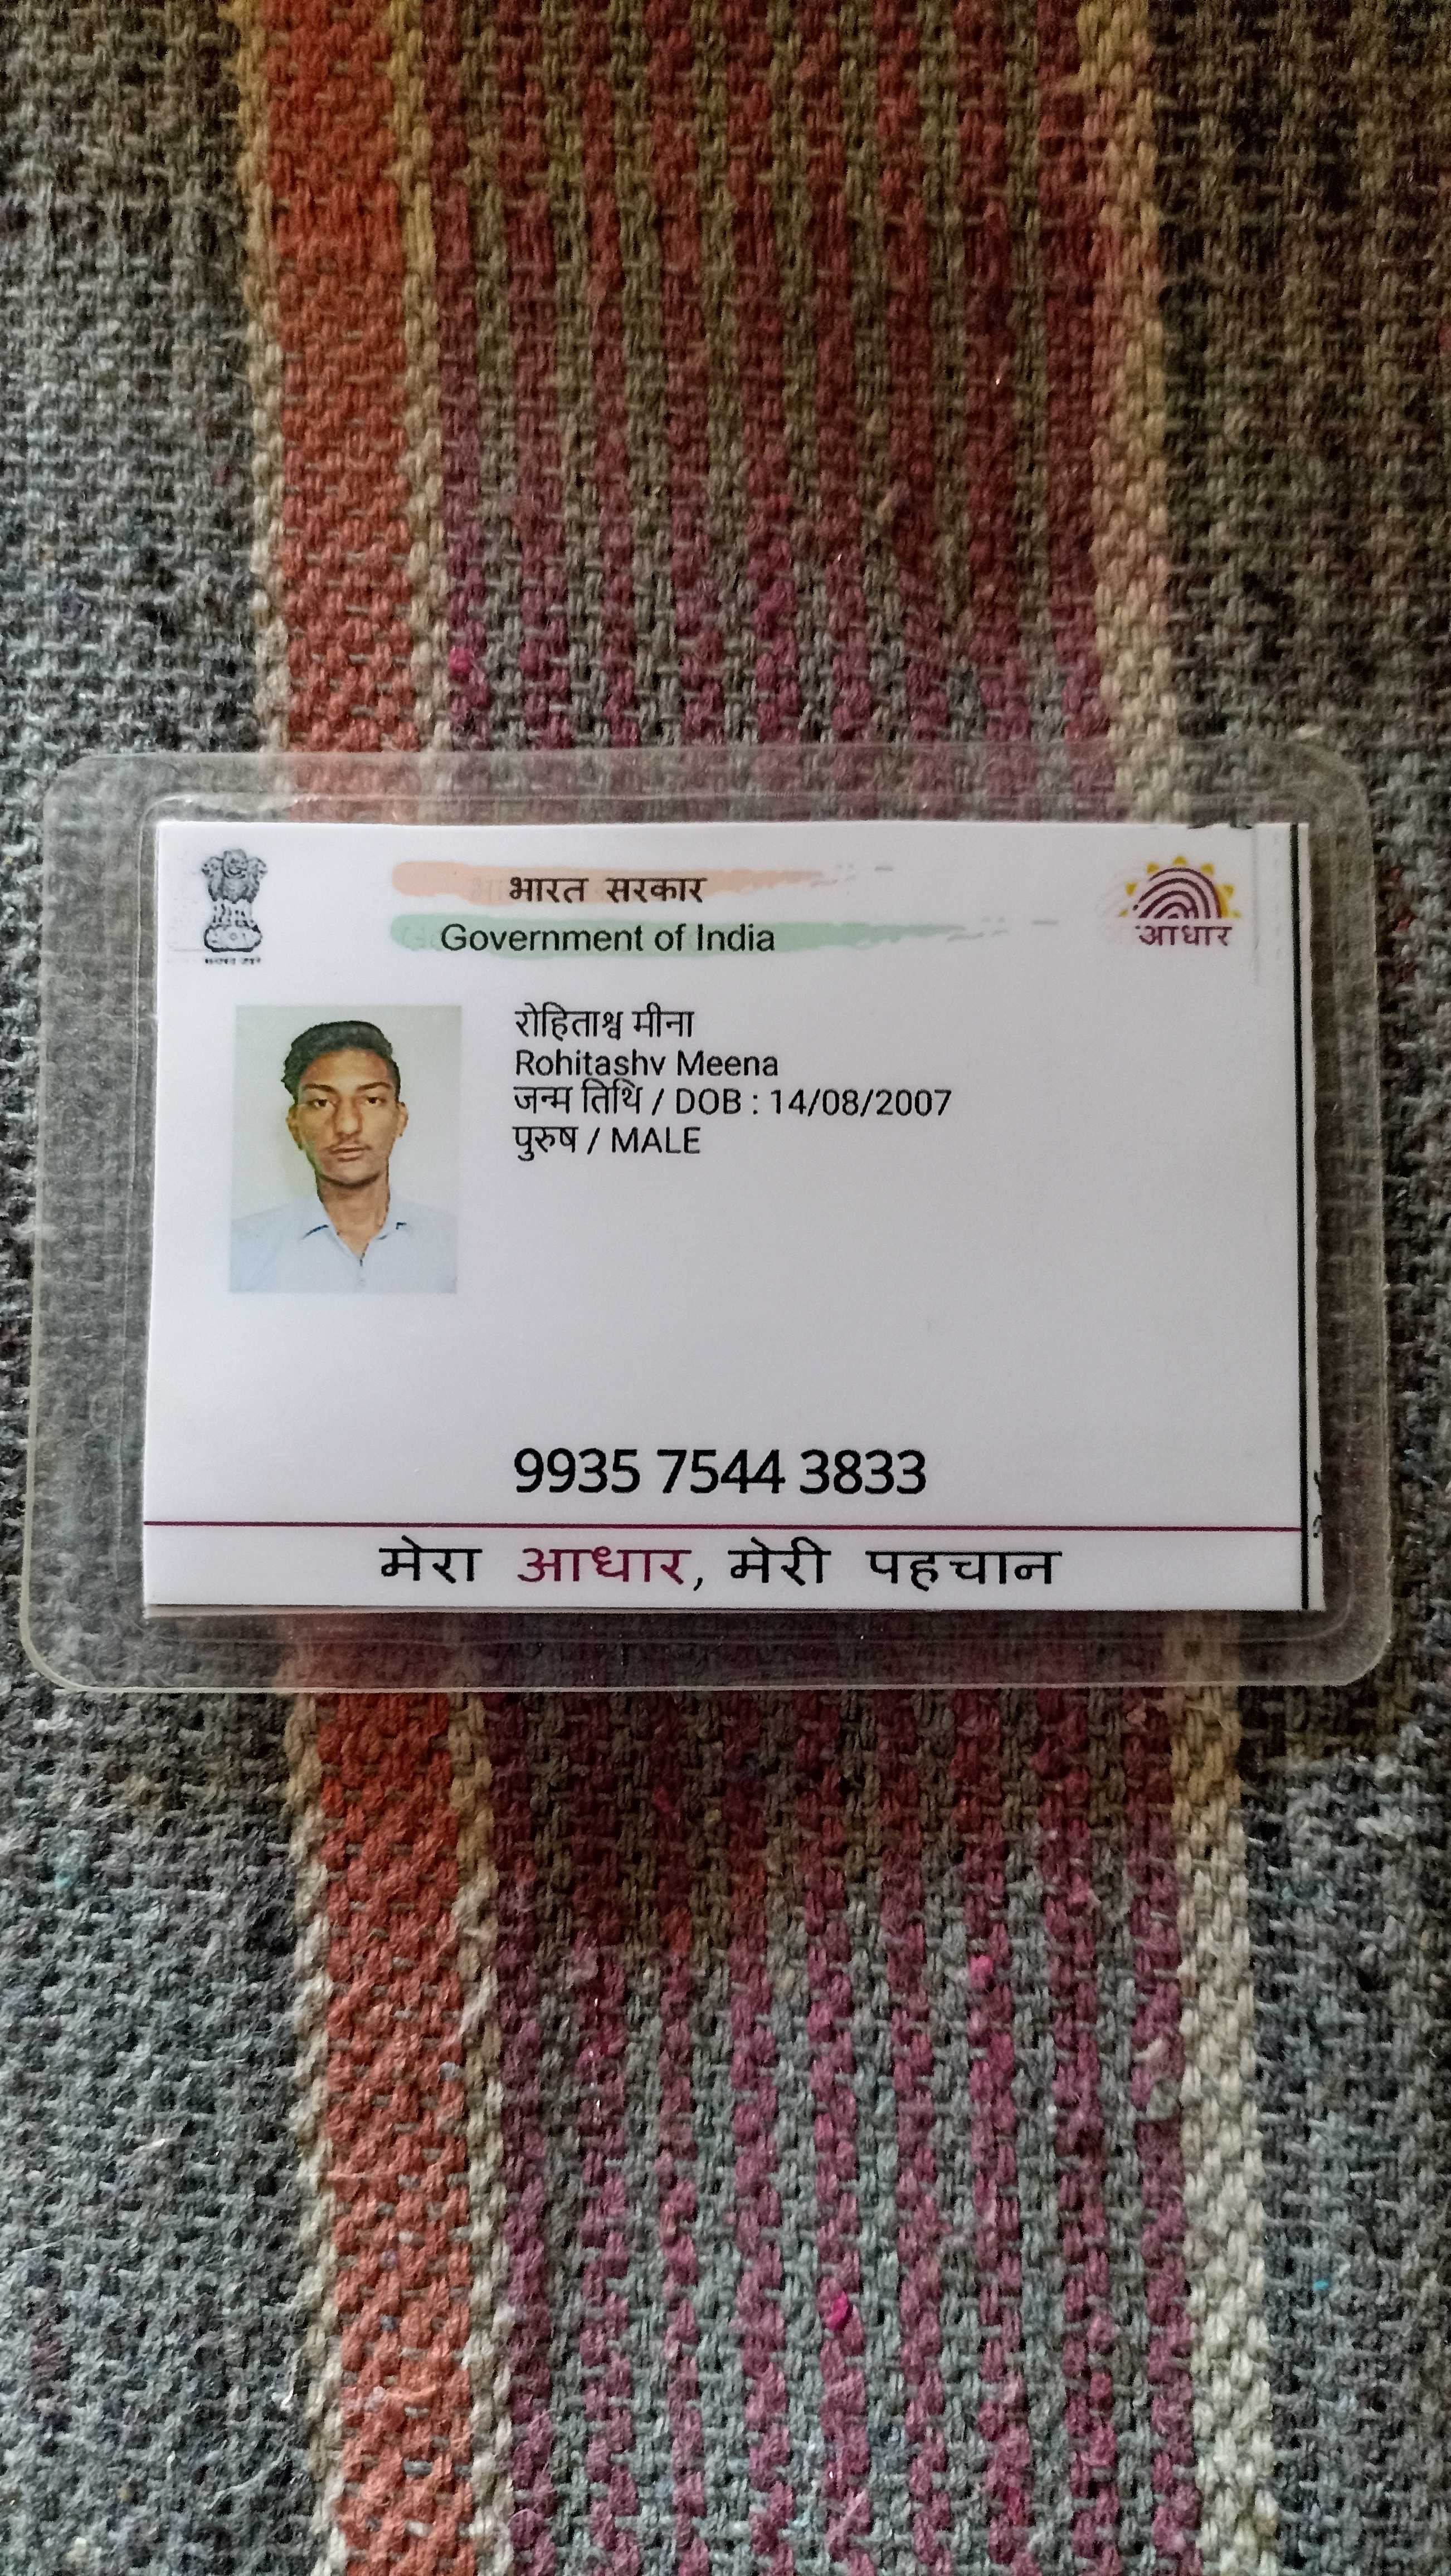 भारत सरकार
Government of India
आधार
रोहिताश्व मीना
Rohitashv Meena
जन्म तिथि / DOB : 14/08/2007
पुरुष / MALE
9935 7544 3833
मेरा आधार, मेरी पहचान